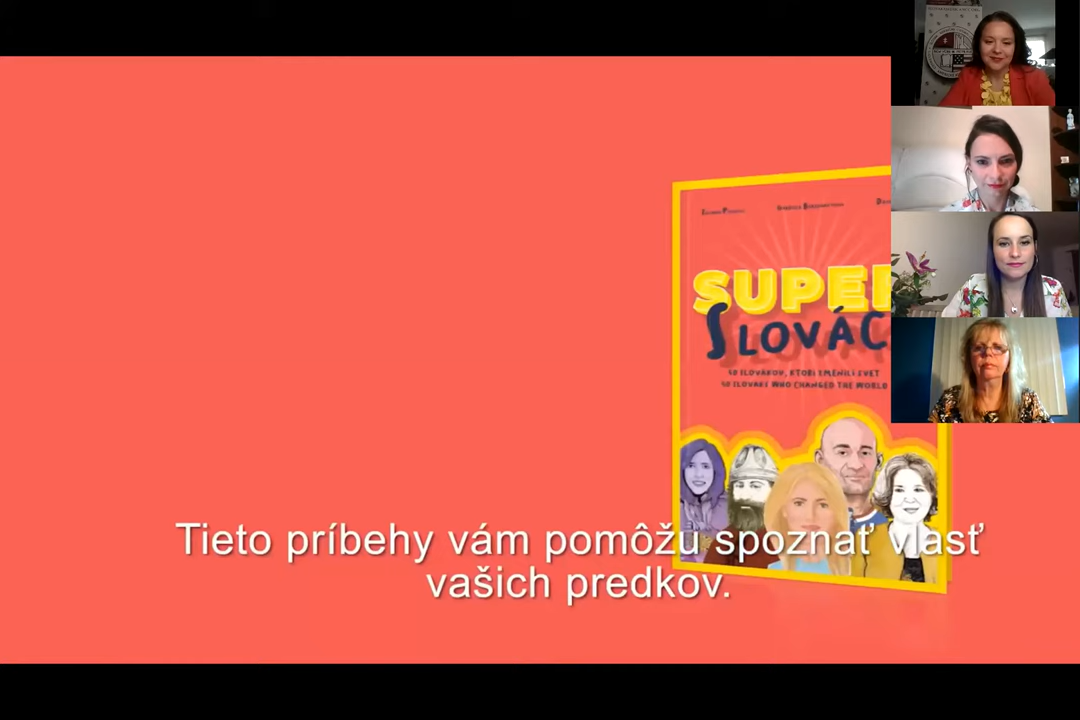 SUPER
SLOVÁC
50 SLOVÁKOV, KTORÍ ZMENILI SVET
50 SLOVAKS WHO CHANGED THE WORLD
Tieto príbehy vám pomôžu spoznať vlasť
vašich predkov.